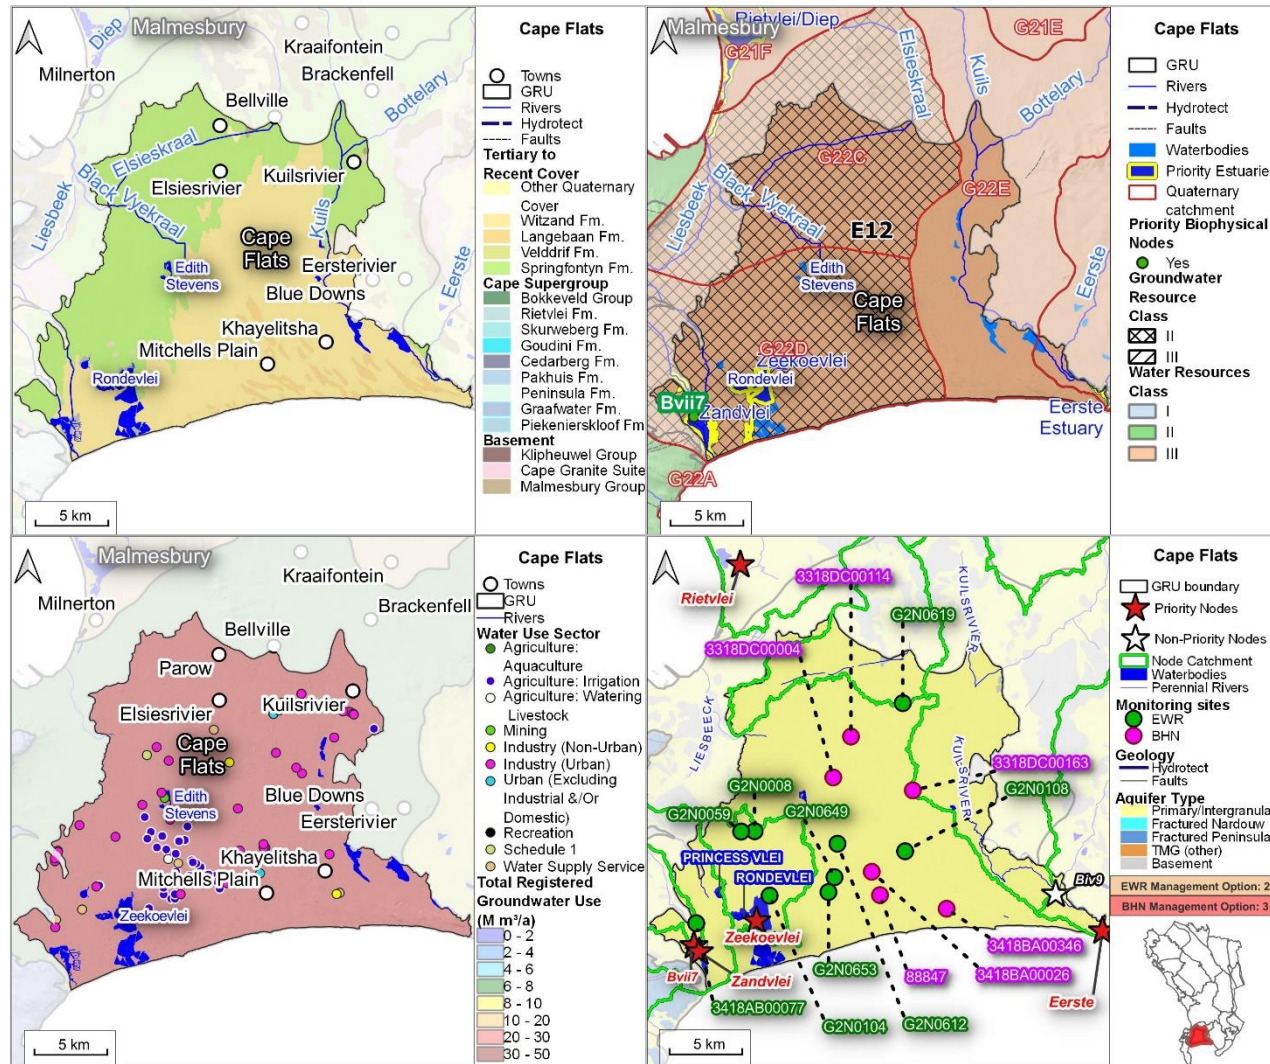 Malmesbury
Diep
Kraaifontein
Milnerton
Brackenfell
Bottelary
Bellville
Elsieskraal
Elsiesrivier
Kuilsrivier
Liesbeek
Black
Vyekraal
Kuils
Cape
Flats
Edith
Stevens
Eersterivier
Blue Downs
Eerste
Khayelitsha
Mitchells Plain
Rondevlei
5 km
Cape Flats
Towns
GRU
Rivers
Hydrotect
Faults
Tertiary to
Recent Cover
Other Quaternary
Cover
Witzand Fm.
Langebaan Fm.
Velddrif Fm.
Springfontyn Fm.
Cape Supergroup
Bokkeveld Group
Rietvlei Fm.
Skurweberg Fm.
Goudini Fm.
Cedarberg Fm.
Pakhuis Fm.
Peninsula Fm.
Graafwater Fm.
Piekenierskloof Fm
Basement
Klipheuwel Group
Cape Granite Suite
Malmesbury Group
Rietvlei/Diep
Malmesbury
G21F
G21E
Elsieskraal
Kuils
Bottelary
G22C
G22E
Liesbeek
Black
Vyekraal
E12
Edith
Stevens
Cape
Flats
Eerste
G22D
Zeekoevlei
Rondevlei
Bvii7
Zandvlei
Eerste
Estuary
G22A
5 km
Cape Flats
GRU
Rivers
Hydrotect
Faults
Waterbodies
Priority Estuarie
Quaternary
catchment
Priority Biophysical
Nodes
Yes
Groundwater
Resource
Class
II
III
Water Resources
Class
I
II
III
Malmesbury
Kraaifontein
Milnerton
Brackenfell
Bellville
Parow
Kuilsrivier
Elsiesrivier
Cape
Flats
Edith
Stevens
Blue Downs
Eersterivier
Khayelitsha
Mitchells Plain
Zeekoevlei
5 km
Cape Flats
Towns
GRU
Rivers
Water Use Sector
Agriculture:
Aquaculture
Agriculture: Irrigation
Agriculture: Watering
Livestock
Mining
Industry (Non-Urban)
Industry (Urban)
Urban (Excluding
Industrial &/Or
Domestic)
Recreation
Schedule 1
Water Supply Service
Total Registered
Groundwater Use
(M m³/a)
0 - 2
2 - 4
4 - 6
6 - 8
8 - 10
10 - 20
20 - 30
30 - 50
3318DC00114
KUILSRIVIER
Rietvlei
G2N0619
3318DC00004
LIESBEECK
3318DC00163
KUILSRIVIER
G2N0008
G2N0108
G2N0059
G2N0649
PRINCESS VLEI
RONDEVLEI
Biv9
Zeekoevlei
3418BA00346
Bvii7
Zandvlei
G2N0653
88847
3418BA00026
Eerste
3418AB00077
G2N0104
G2N0612
5 km
Cape Flats
GRU boundary
Priority Nodes
Non-Priority Nodes
Node Catchment
Waterbodies
Perennial Rivers
Monitoring sites
EWR
BHN
Geology
Hydrotect
Faults
Aquifer Type
Primary/Intergranula
Fractured Nardouw
Fractured Peninsula
TMG (other)
Basement
EWR Management Option: 2
BHN Management Option: 3